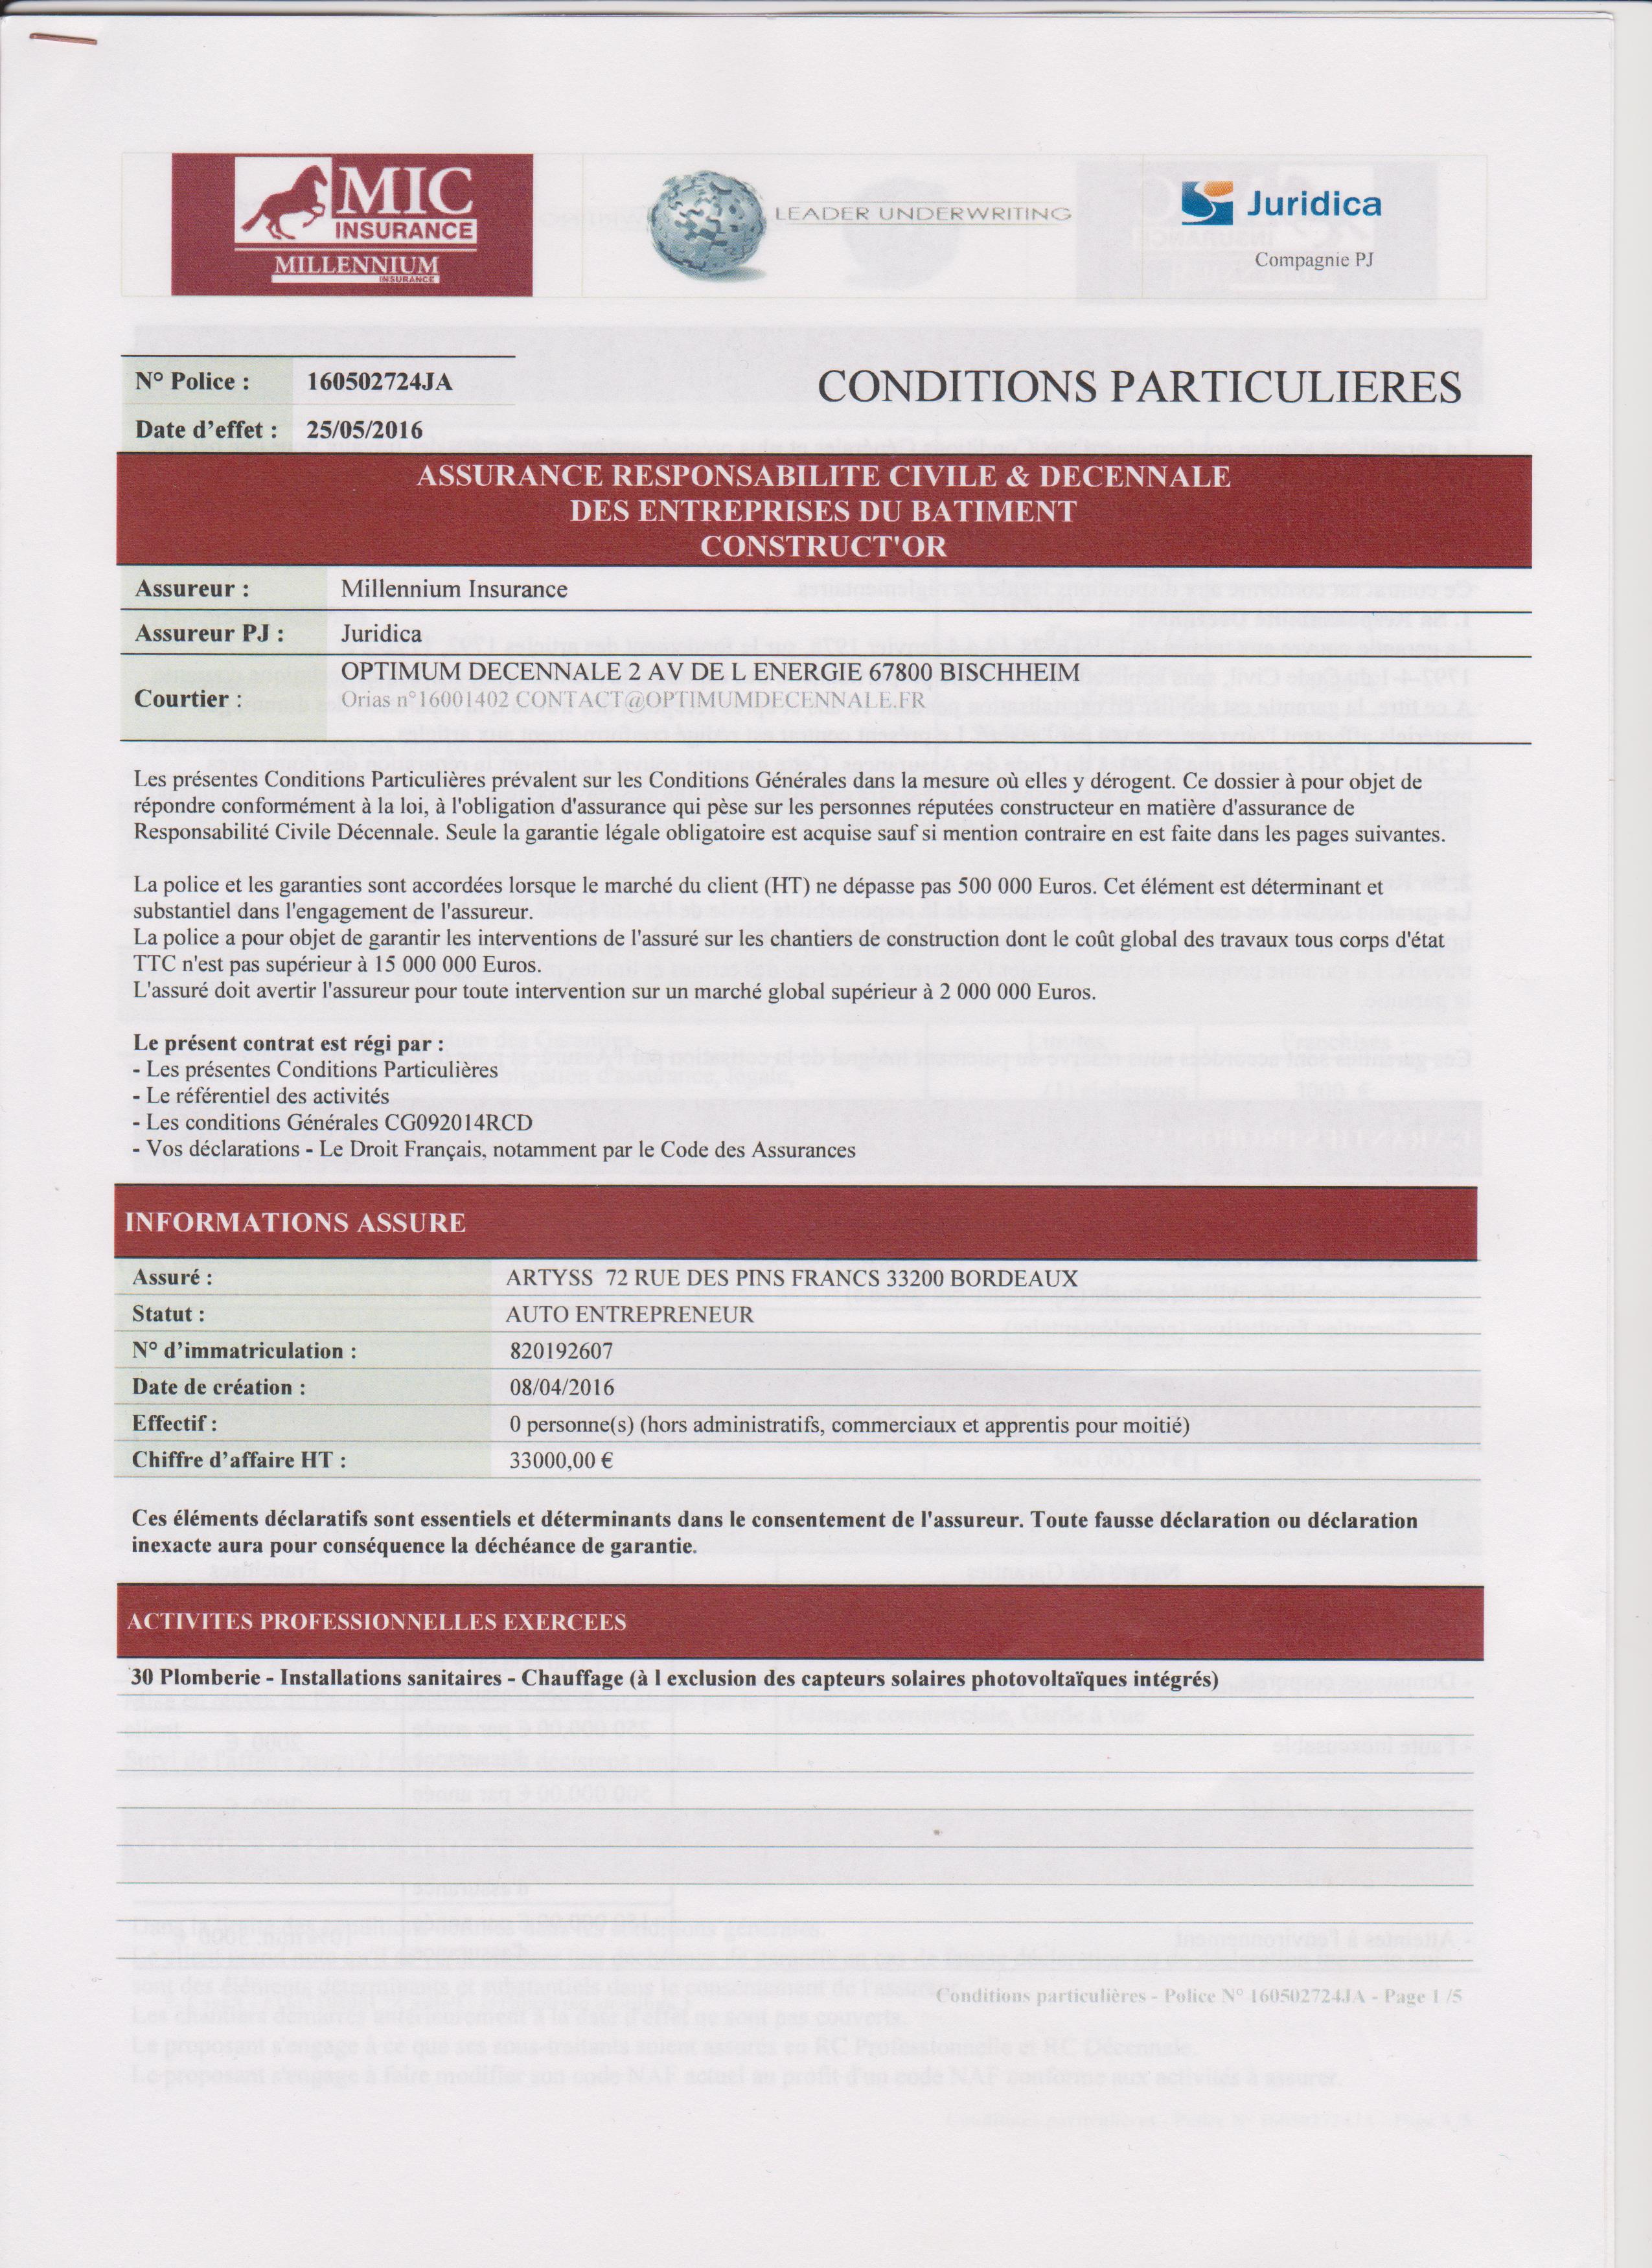 MIC
INSURANCE
MILLENNIUM
INSURANCE
LEADER UNDERWRITING
Juridica
Compagnie PJ
N° Police : 160502724JA
CONDITIONS PARTICULIERES
Date d'effet : 25/05/2016
ASSURANCE RESPONSABILITE CIVILE & DECENNALE
DES ENTREPRISES DU BATIMENT
CONSTRUCT'OR
Assureur : Millennium Insurance
Assureur PJ : Juridica
Courtier : OPTIMUM DECENNALE 2 AV DE L ENERGIE 67800 BISCHHEIM
Orias n°16001402 CONTACT@OPTIMUMDECENNALE.FR
Les présentes Conditions Particulières prévalent sur les Conditions Générales dans la mesure où elles y dérogent. Ce dossier à pour objet de
répondre conformément à la loi, à l'obligation d'assurance qui pèse sur les personnes réputées constructeur en matière d'assurance de
Responsabilité Civile Décennale. Seule la garantie légale obligatoire est acquise sauf si mention contraire en est faite dans les pages suivantes.
La police et les garanties sont accordées lorsque le marché du client (HT) ne dépasse pas 500 000 Euros. Cet élément est déterminant et
substantiel dans l'engagement de l'assureur.
La police a pour objet de garantir les interventions de l'assuré sur les chantiers de construction dont le coût global des travaux tous corps d'état
TTC n'est pas supérieur à 15 000 000 Euros.
L'assuré doit avertir l'assureur pour toute intervention sur un marché global supérieur à 2 000 000 Euros.
Le présent contrat est régi par :
- Les présentes Conditions Particulières
- Le référentiel des activités
- Les conditions Générales CG092014RCD
- Vos déclarations - Le Droit Français, notamment par le Code des Assurances
INFORMATIONS ASSURE
Assuré : ARTYSS 72 RUE DES PINS FRANCS 33200 BORDEAUX
Statut : AUTO ENTREPRENEUR
N° d'immatriculation : 820192607
Date de création : 08/04/2016
Effectif : 0 personne(s) (hors administratifs, commerciaux et apprentis pour moitié)
Chiffre d'affaire HT : 33000,00 €
Ces éléments déclaratifs sont essentiels et déterminants dans le consentement de l'assureur. Toute fausse déclaration ou déclaration
inexacte aura pour conséquence la déchéance de garantie.
ACTIVITES PROFESSIONNELLES EXERCEES
30 Plomberie - Installations sanitaires - Chauffage (à l exclusion des capteurs solaires photovoltaïques intégrés)
Conditions particulières - Police N° 160502724JA - Page 1 /5